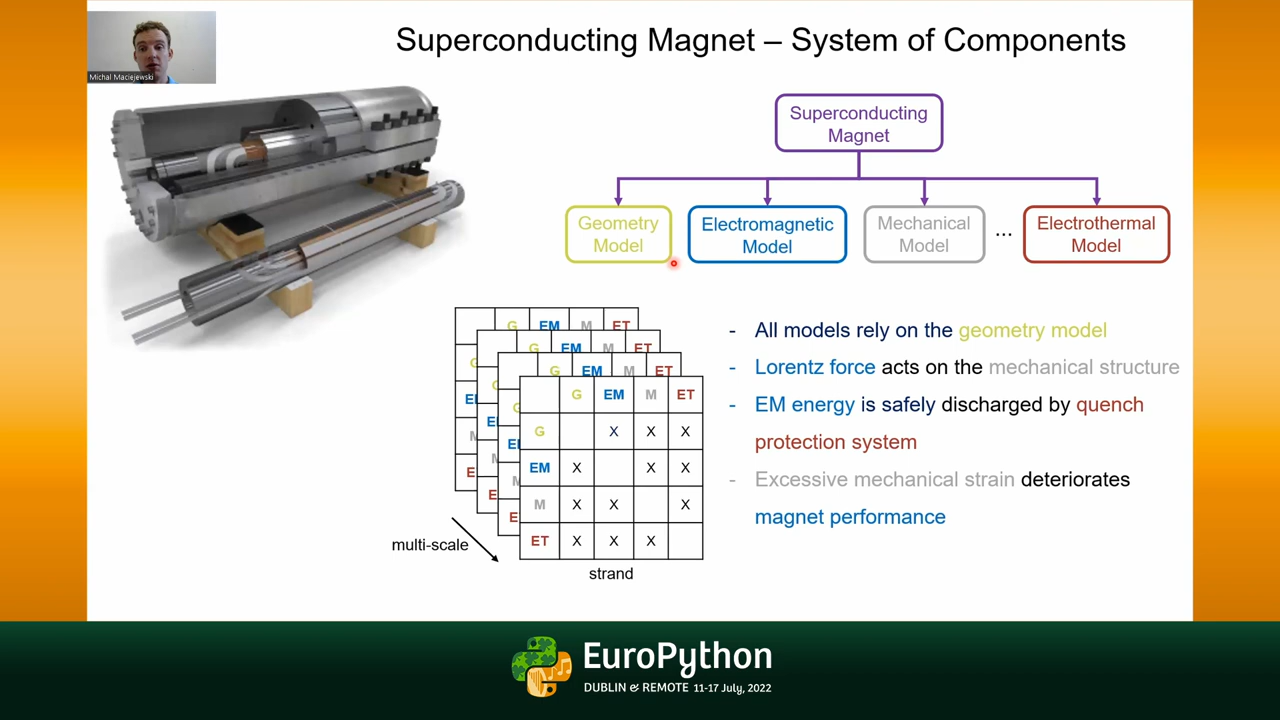 Michal Maciejewski
Superconducting Magnet – System of Components
Superconducting
Magnet
Geometry
Model
Electromagnetic
Model
Mechanical
Model
...
Electrothermal
Model
G EM M ET
G EM M ET
G EM M ET
G EM M ET
G X X X
EM X X X
M X X X
ET X X X
multi-scale
strand
- All models rely on the geometry model
- Lorentz force acts on the mechanical structure
- EM energy is safely discharged by quench
protection system
- Excessive mechanical strain deteriorates
magnet performance
EuroPython
DUBLIN & REMOTE 11-17 July, 2022